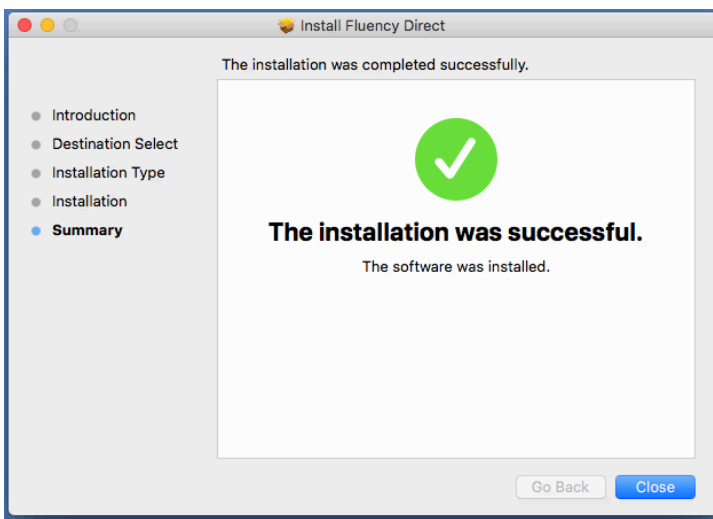 Install Fluency Direct
The installation was completed successfully.
Introduction
Destination Select
Installation Type
Installation
Summary
The installation was successful.
The software was installed.
Go Back
Close